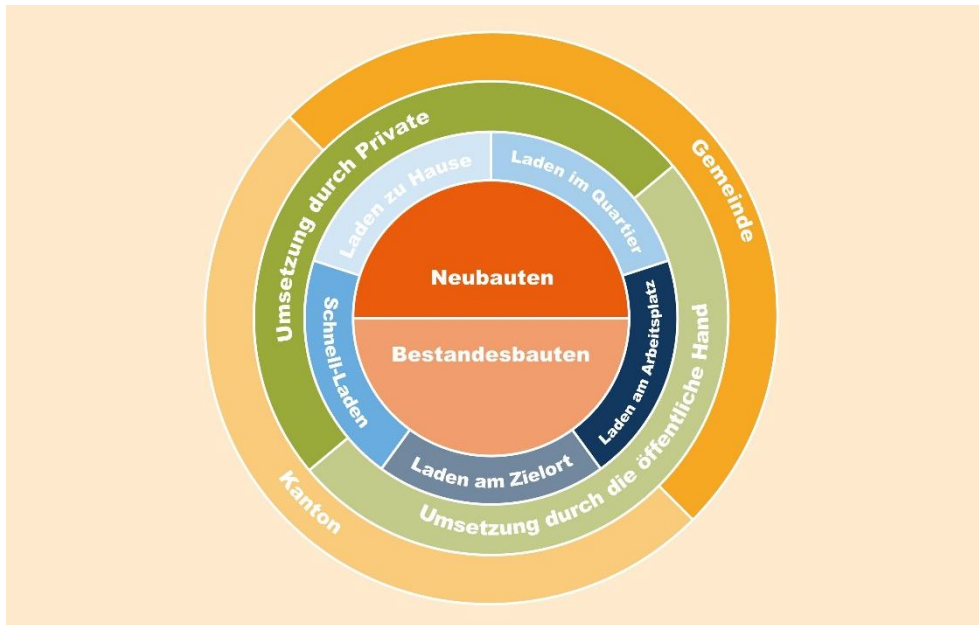 Gemeinde
Kanton
Umsetzung durch Private
Umsetzung durch die öffentliche Hand
Laden zu Hause
Laden im Quartier
Laden am Arbeitsplatz
Laden am Zielort
Schnell-Laden
Neubauten
Bestandesbauten